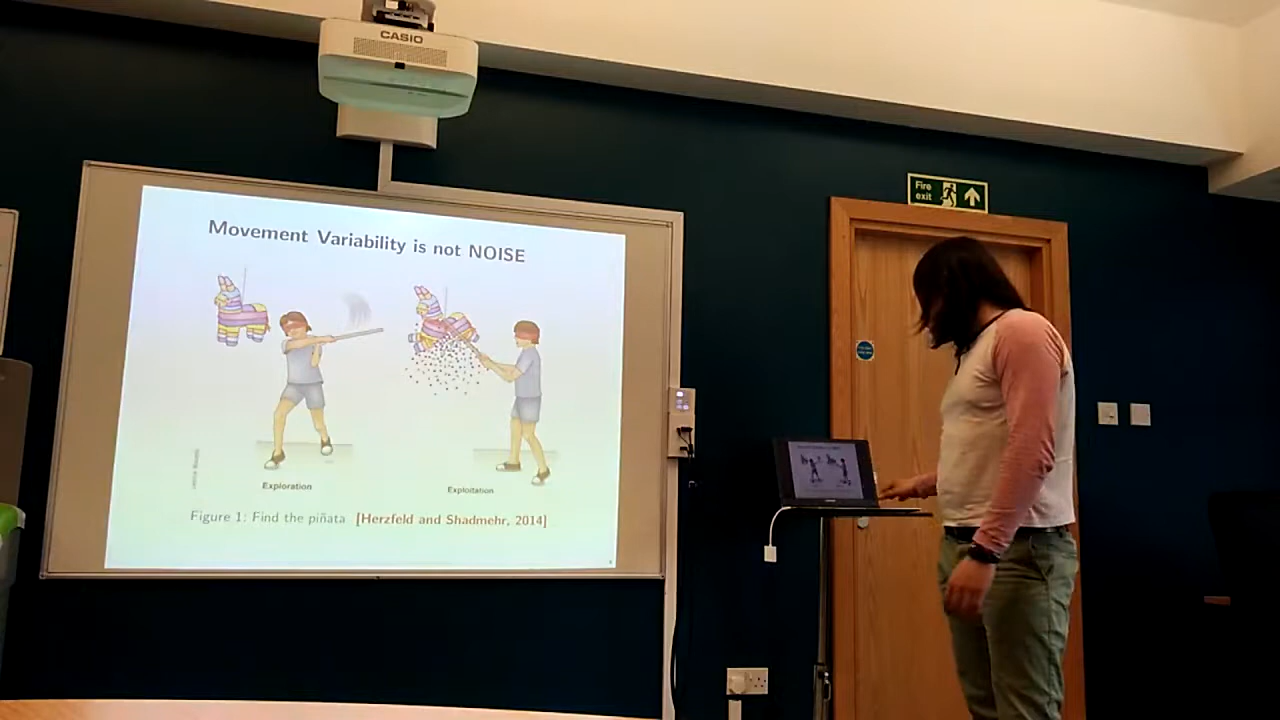 CASIO
Fire
exit
Movement Variability is not NOISE
Exploration
Exploitation
Figure 1: Find the piñata [Herzfeld and Shadmehr, 2014]